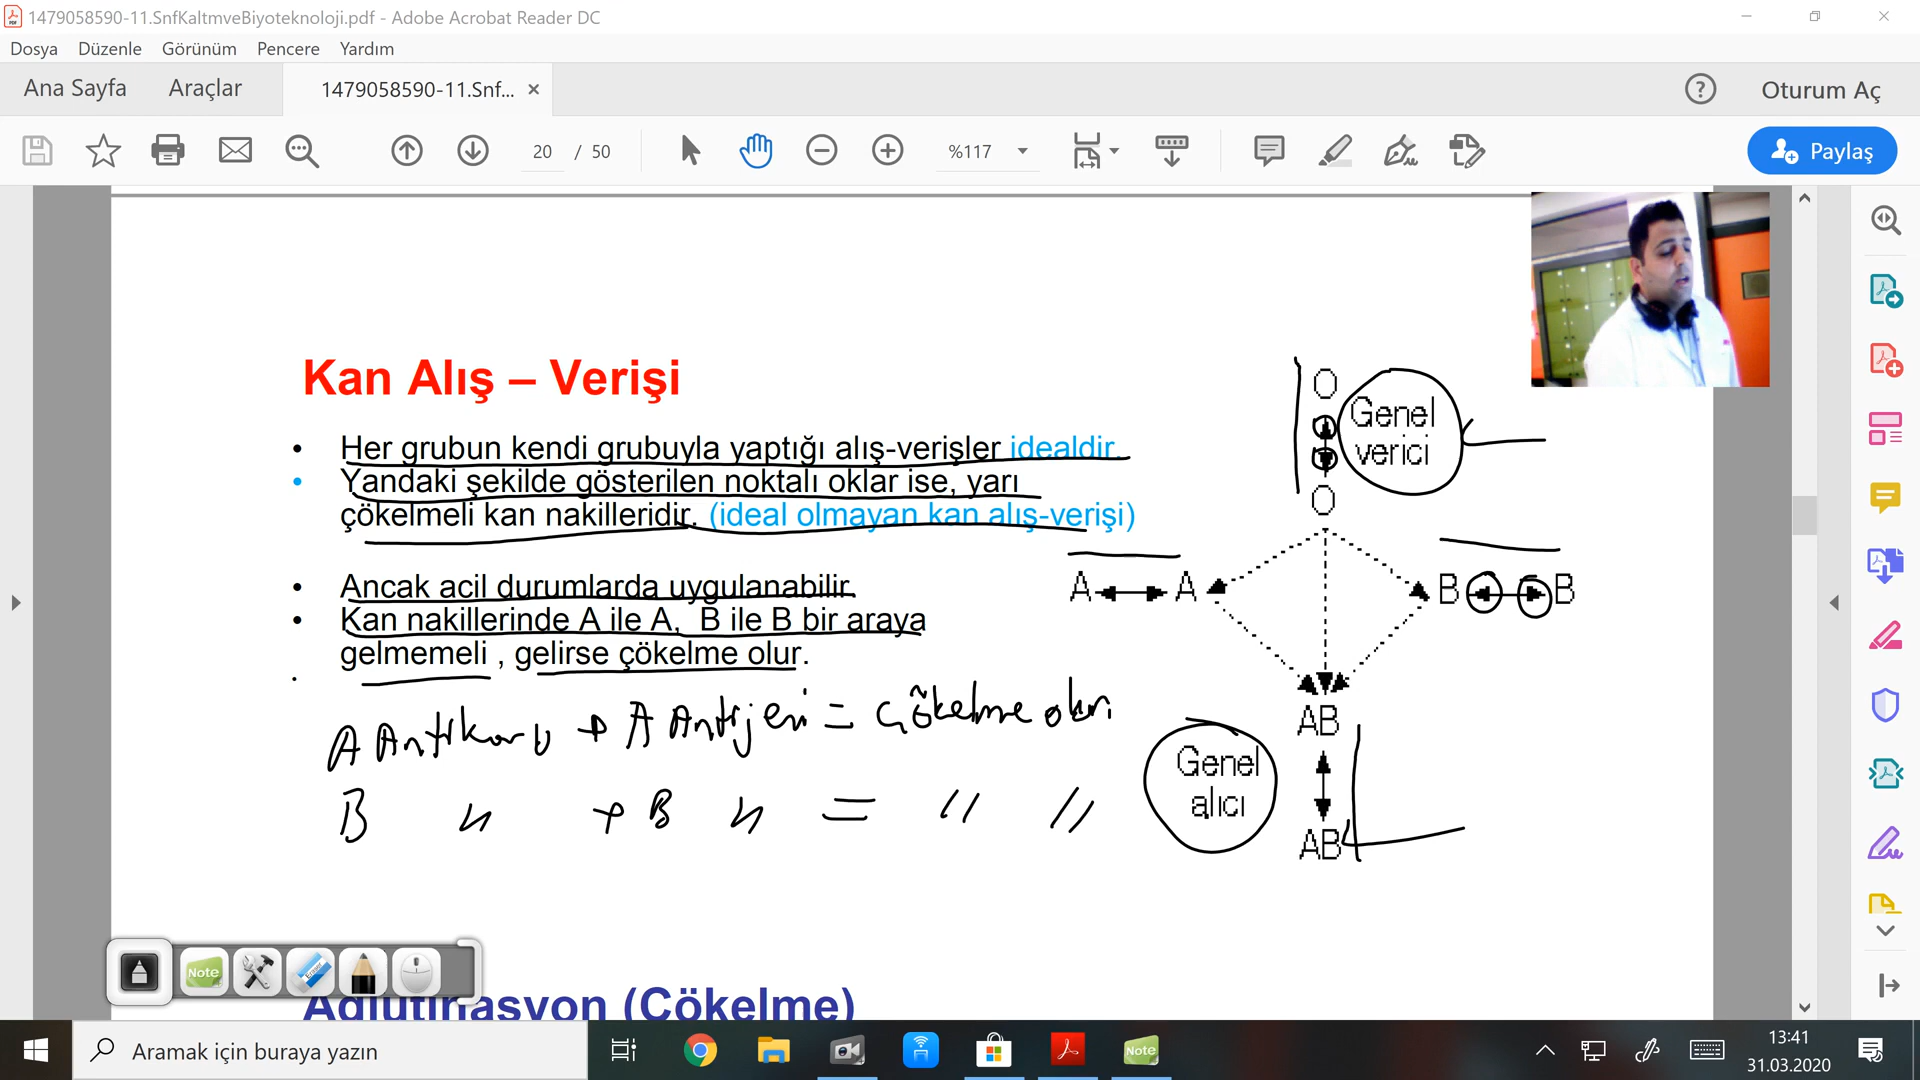 1479058590-11.SnfKaltmveBiyoteknoloji.pdf - Adobe Acrobat Reader DC
Dosya Düzenle Görünüm Pencere Yardım
Ana Sayfa Araçlar 1479058590-11.Snf... × Oturum Aç
20 / 50 %117 Paylaş
Kan Alış – Verişi
• Her grubun kendi grubuyla yaptığı alış-verişler idealdir.
• Yandaki şekilde gösterilen noktalı oklar ise, yarı
çökelmeli kan nakilleridir. (ideal olmayan kan alış-verişi)
• Ancak acil durumlarda uygulanabilir.
• Kan nakillerinde A ile A, B ile B bir araya
gelmemeli , gelirse çökelme olur.
A Antikoru + A Antijeni = Çökelme olur
B " + B " = " "
O
Genel
verici
O
A A B B
AB
Genel
alıcı
AB
Note
Eraser
Aglutinasyon (Çökelme)
Aramak için buraya yazın
Note
13:41
31.03.2020